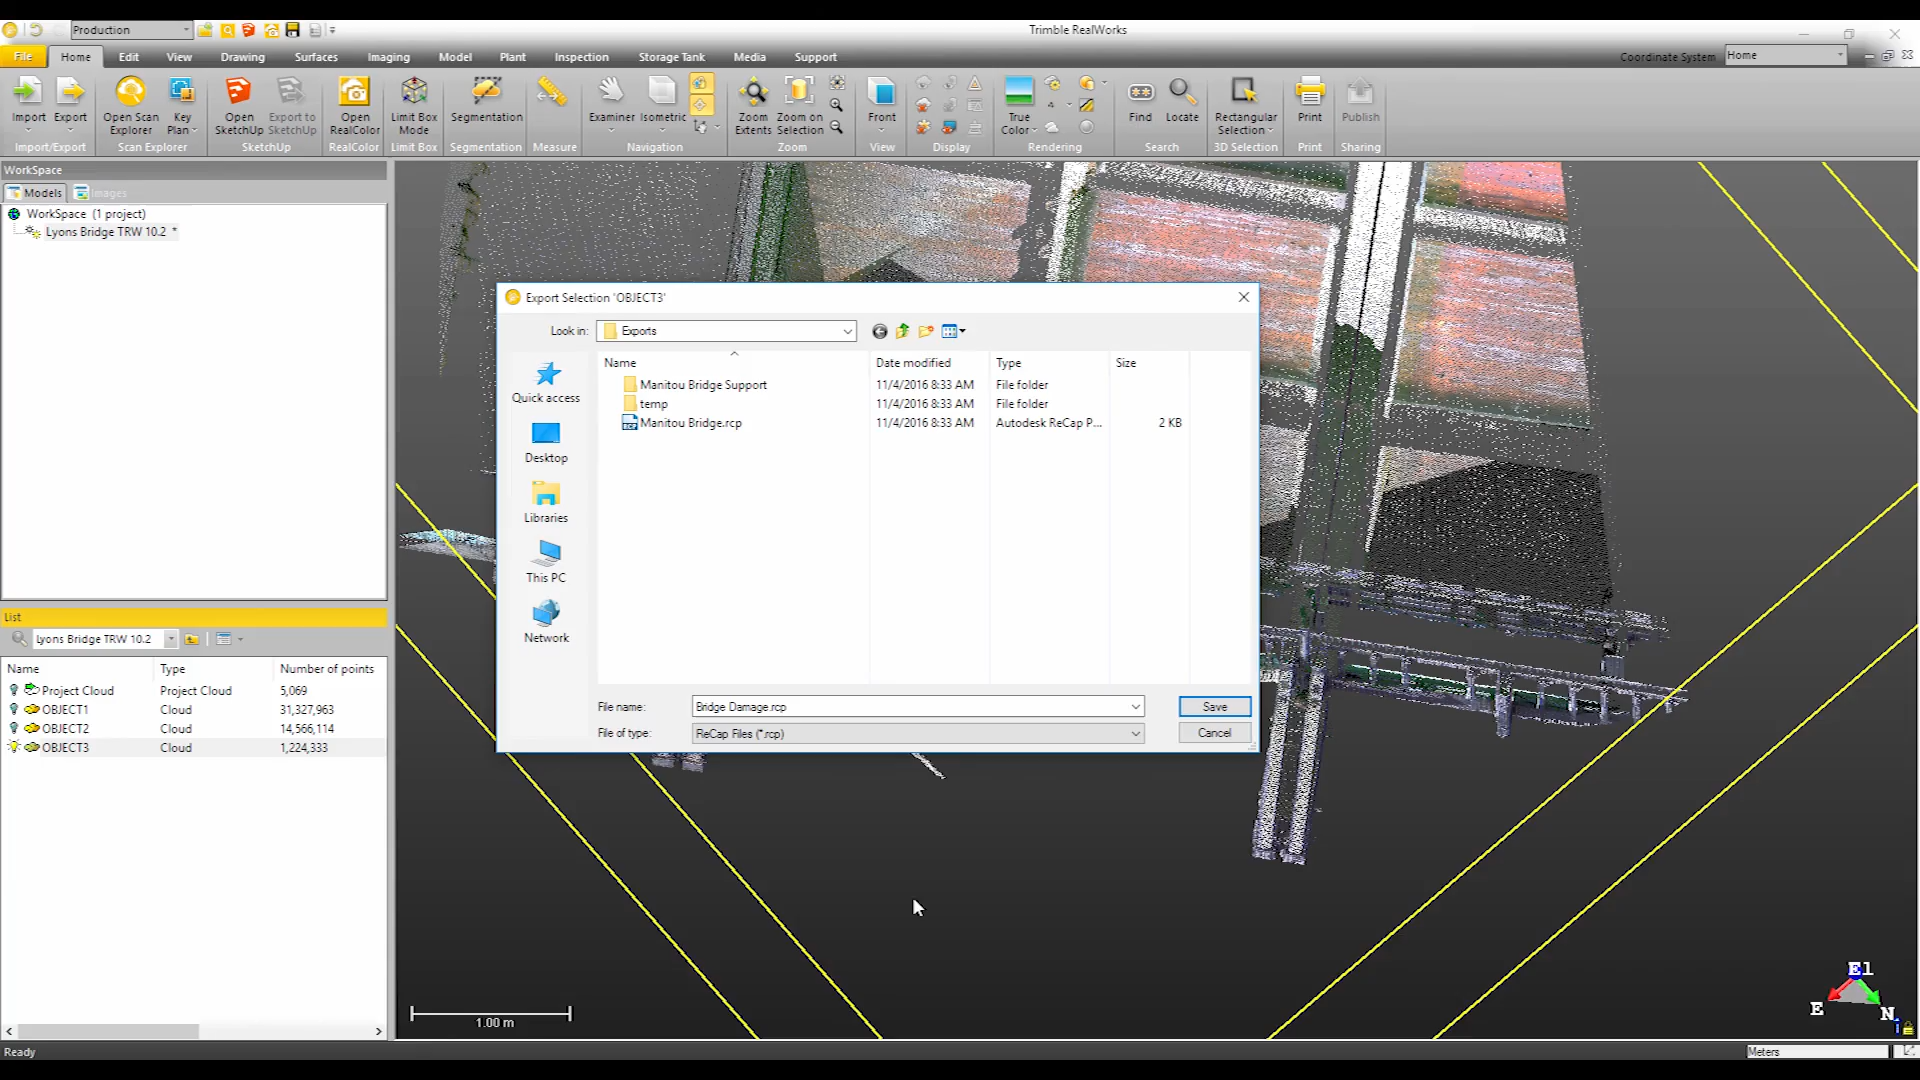 Production
Trimble RealWorks
File Home Edit View Drawing Surfaces Imaging Model Plant Inspection Storage Tank Media Support
Coordinate System Home
Import Export Open Scan Explorer Key Plan Open SketchUp Export to SketchUp Open RealColor Limit Box Mode Segmentation Examiner Isometric Zoom Extents Zoom on Selection Front True Color Find Locate Rectangular Selection Print Publish
Import/Export Scan Explorer SketchUp RealColor Limit Box Segmentation Measure Navigation Zoom View Display Rendering Search 3D Selection Print Sharing
WorkSpace
Models Images
WorkSpace (1 project)
Lyons Bridge TRW 10.2 *
Export Selection 'OBJECT3'
Look in: Exports
Name Date modified Type Size
Manitou Bridge Support 11/4/2016 8:33 AM File folder
temp 11/4/2016 8:33 AM File folder
Manitou Bridge.rcp 11/4/2016 8:33 AM Autodesk ReCap P... 2 KB
Quick access
Desktop
Libraries
This PC
Network
File name: Bridge Damage.rcp Save
File of type: ReCap Files (*.rcp) Cancel
List
Lyons Bridge TRW 10.2
Name Type Number of points
Project Cloud Project Cloud 5,069
OBJECT1 Cloud 31,327,963
OBJECT2 Cloud 14,566,114
OBJECT3 Cloud 1,224,333
1.00 m
El
E
N
Ready
Meters